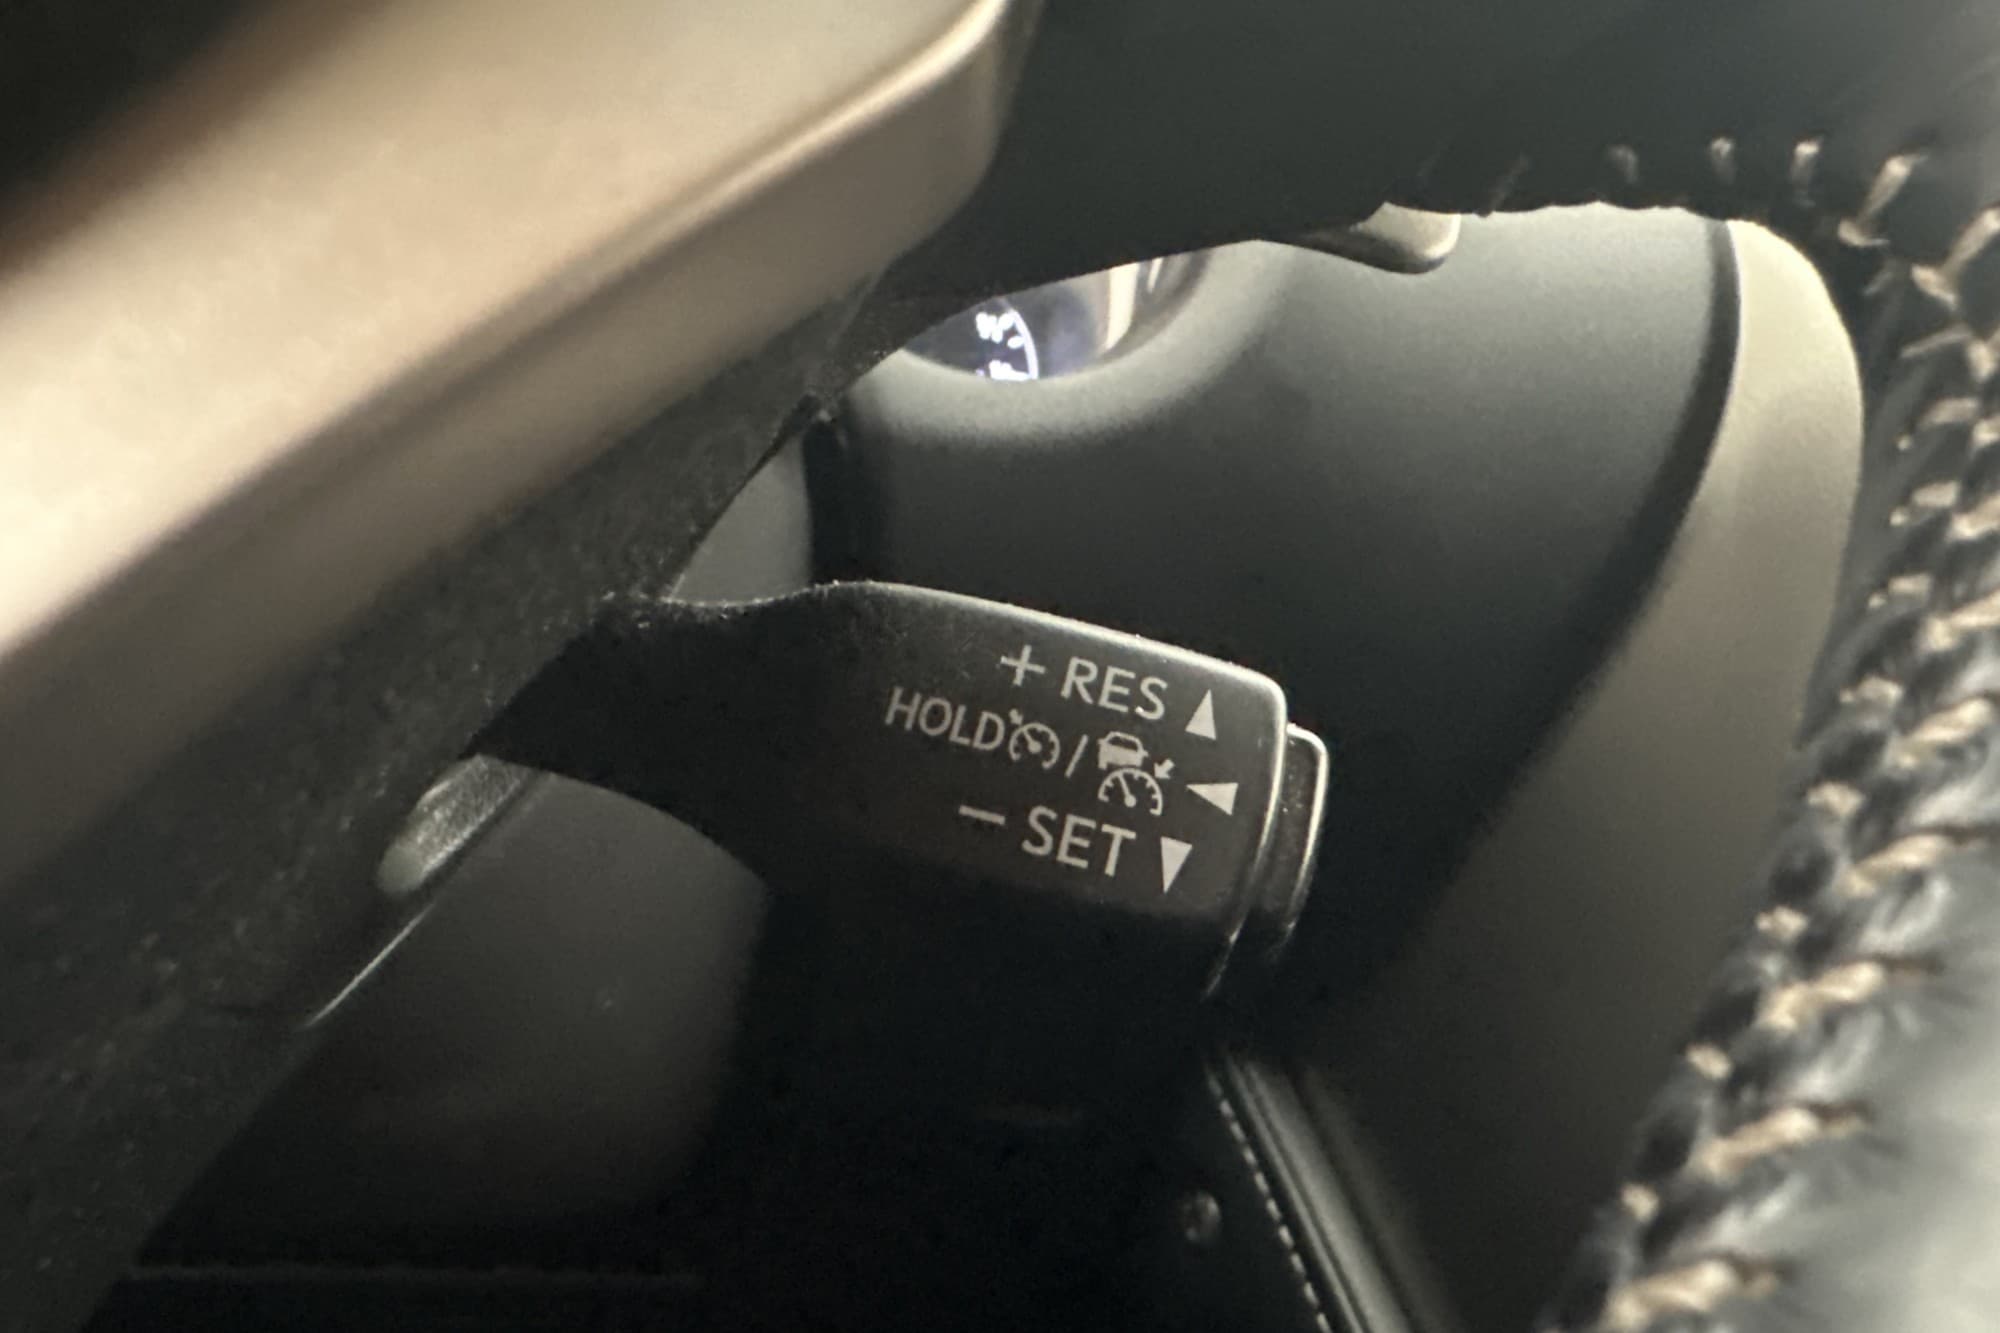 + RES
HOLD /
– SET